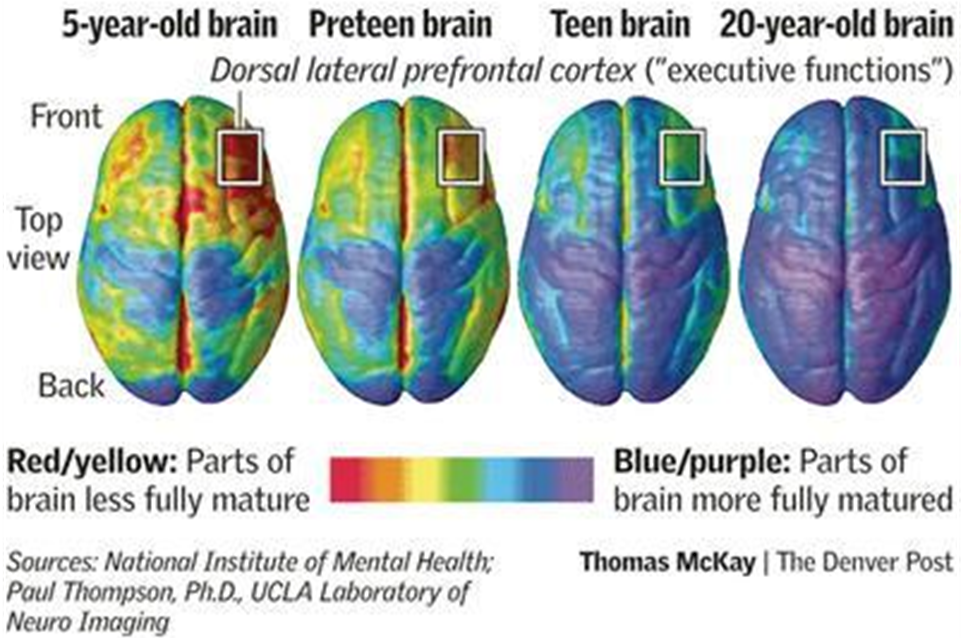 5-year-old brain Preteen brain Teen brain 20-year-old brain
Dorsal lateral prefrontal cortex ("executive functions")
Front
Top
view
Back
Red/yellow: Parts of
brain less fully mature
Blue/purple: Parts of
brain more fully matured
Sources: National Institute of Mental Health;
Paul Thompson, Ph.D., UCLA Laboratory of
Neuro Imaging
Thomas McKay | The Denver Post